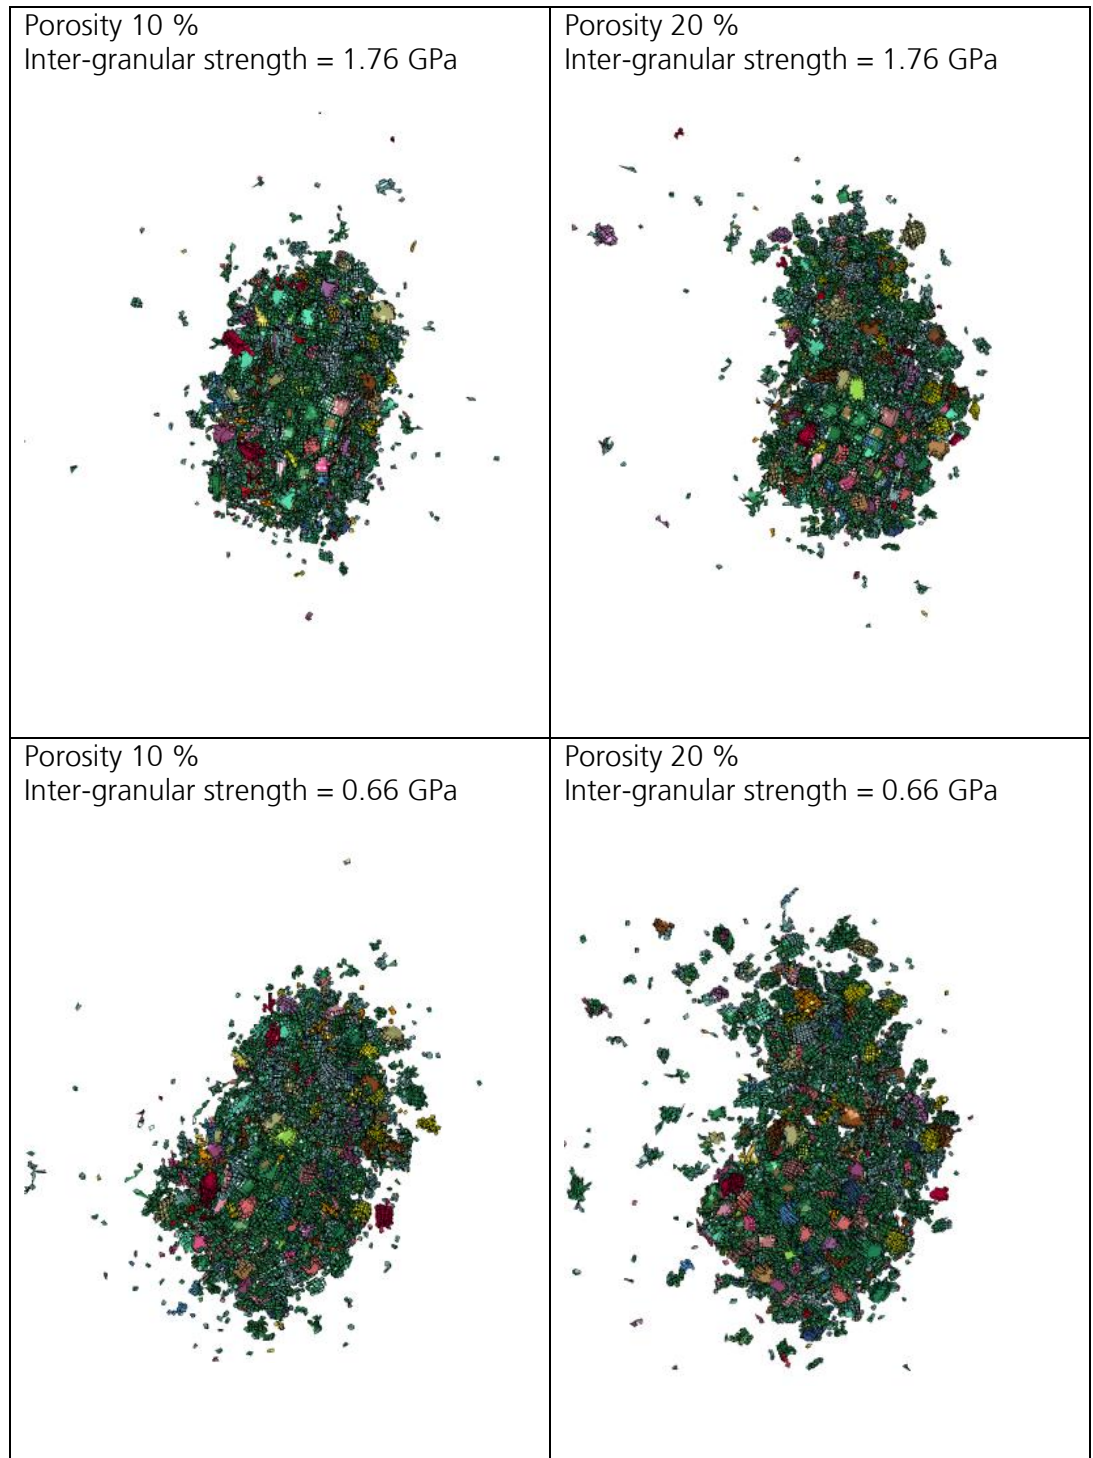 Porosity 10 %
Inter-granular strength = 1.76 GPa
Porosity 20 %
Inter-granular strength = 1.76 GPa
Porosity 10 %
Inter-granular strength = 0.66 GPa
Porosity 20 %
Inter-granular strength = 0.66 GPa